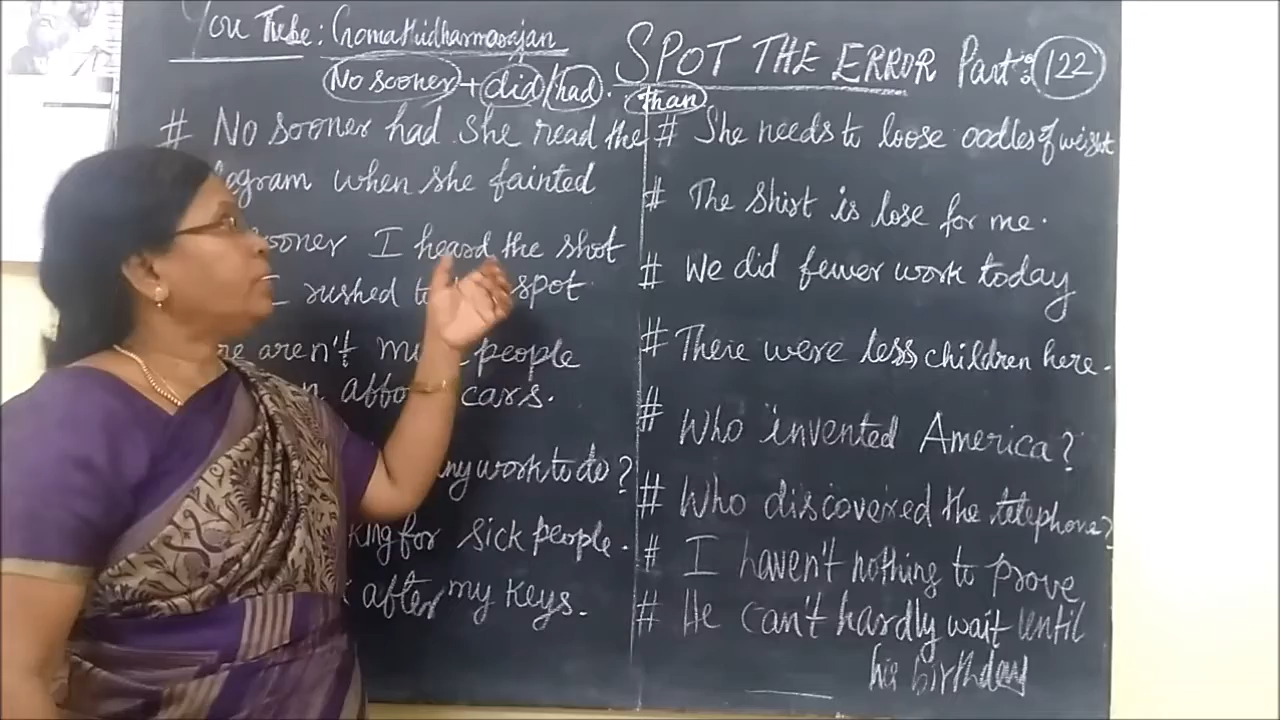 You Tube: Gomathidharmarajan
SPOT THE ERROR Part: 122
No sooner + did/had. than
# No sooner had she read the
when she fainted
sooner I heard the shot
I rushed to spot.
aren't people
cars.
any work to do?
for sick people.
after my keys.
# She needs to loose oodles of weight
# The shirt is lose for me.
# We did fewer work today
# There were less children here.
# Who invented America?
# Who discovered the telephone?
# I haven't nothing to prove
# He can't hardly wait until
his birthday